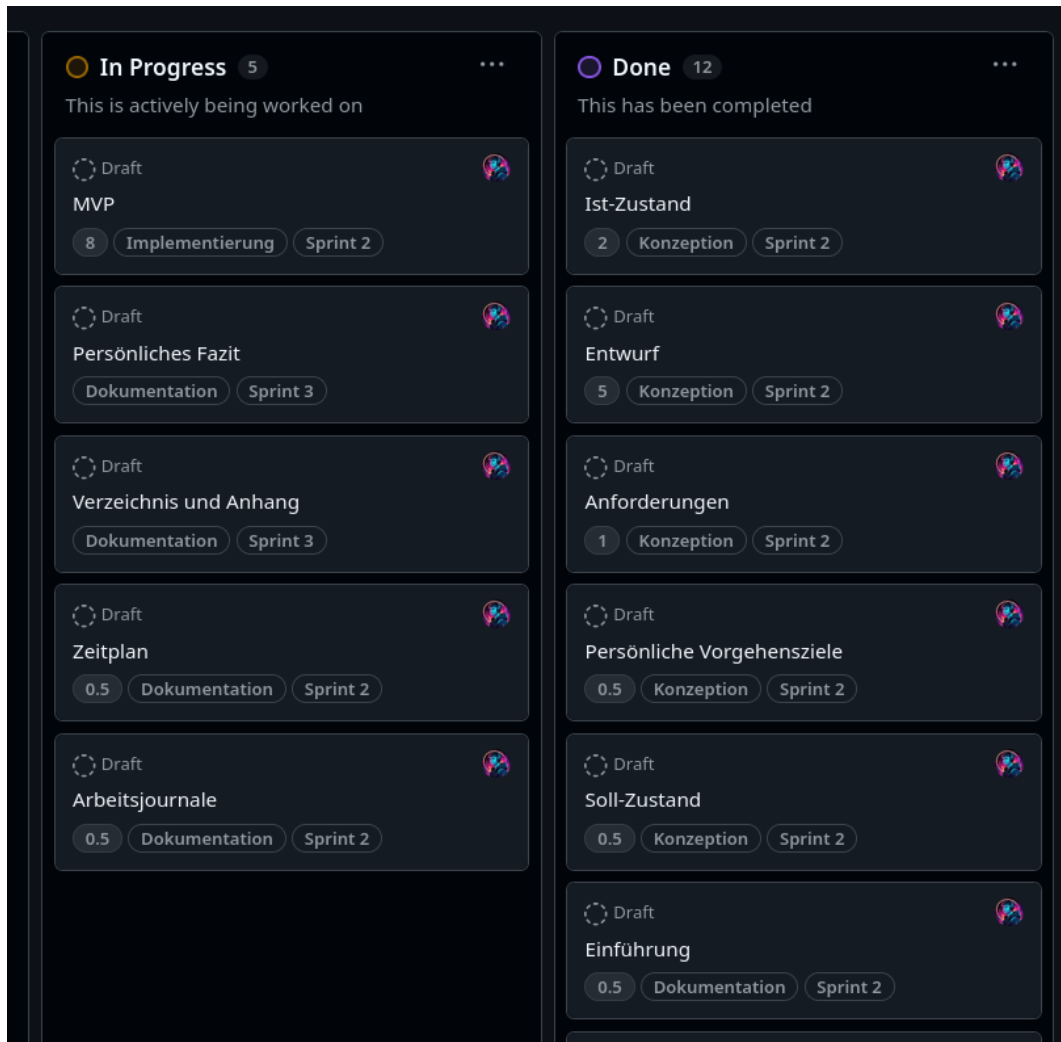 In Progress 5
This is actively being worked on
Draft
MVP
8 Implementierung Sprint 2
Draft
Persönliches Fazit
Dokumentation Sprint 3
Draft
Verzeichnis und Anhang
Dokumentation Sprint 3
Draft
Zeitplan
0.5 Dokumentation Sprint 2
Draft
Arbeitsjournale
0.5 Dokumentation Sprint 2
Done 12
This has been completed
Draft
Ist-Zustand
2 Konzeption Sprint 2
Draft
Entwurf
5 Konzeption Sprint 2
Draft
Anforderungen
1 Konzeption Sprint 2
Draft
Persönliche Vorgehensziele
0.5 Konzeption Sprint 2
Draft
Soll-Zustand
0.5 Konzeption Sprint 2
Draft
Einführung
0.5 Dokumentation Sprint 2